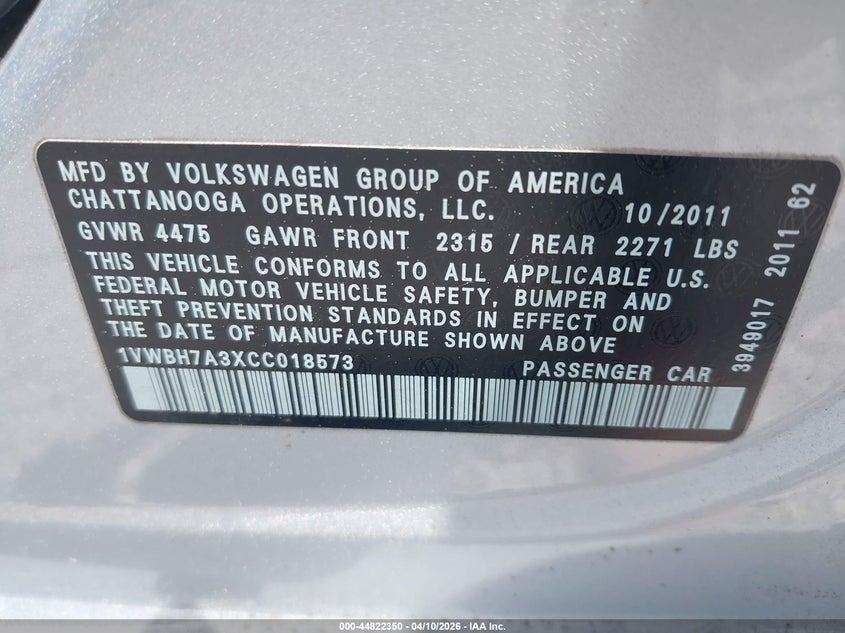 MFD BY VOLKSWAGEN GROUP OF AMERICA
CHATTANOOGA OPERATIONS, LLC. 10/2011
GVWR 4475 GAWR FRONT 2315 / REAR 2271 LBS
THIS VEHICLE CONFORMS TO ALL APPLICABLE U.S.
FEDERAL MOTOR VEHICLE SAFETY, BUMPER AND
THEFT PREVENTION STANDARDS IN EFFECT ON
THE DATE OF MANUFACTURE SHOWN ABOVE
1VWBH7A3XCC018573 PASSENGER CAR
3949017 2011 62
000-44822350 - 04/10/2026 - IAA Inc.